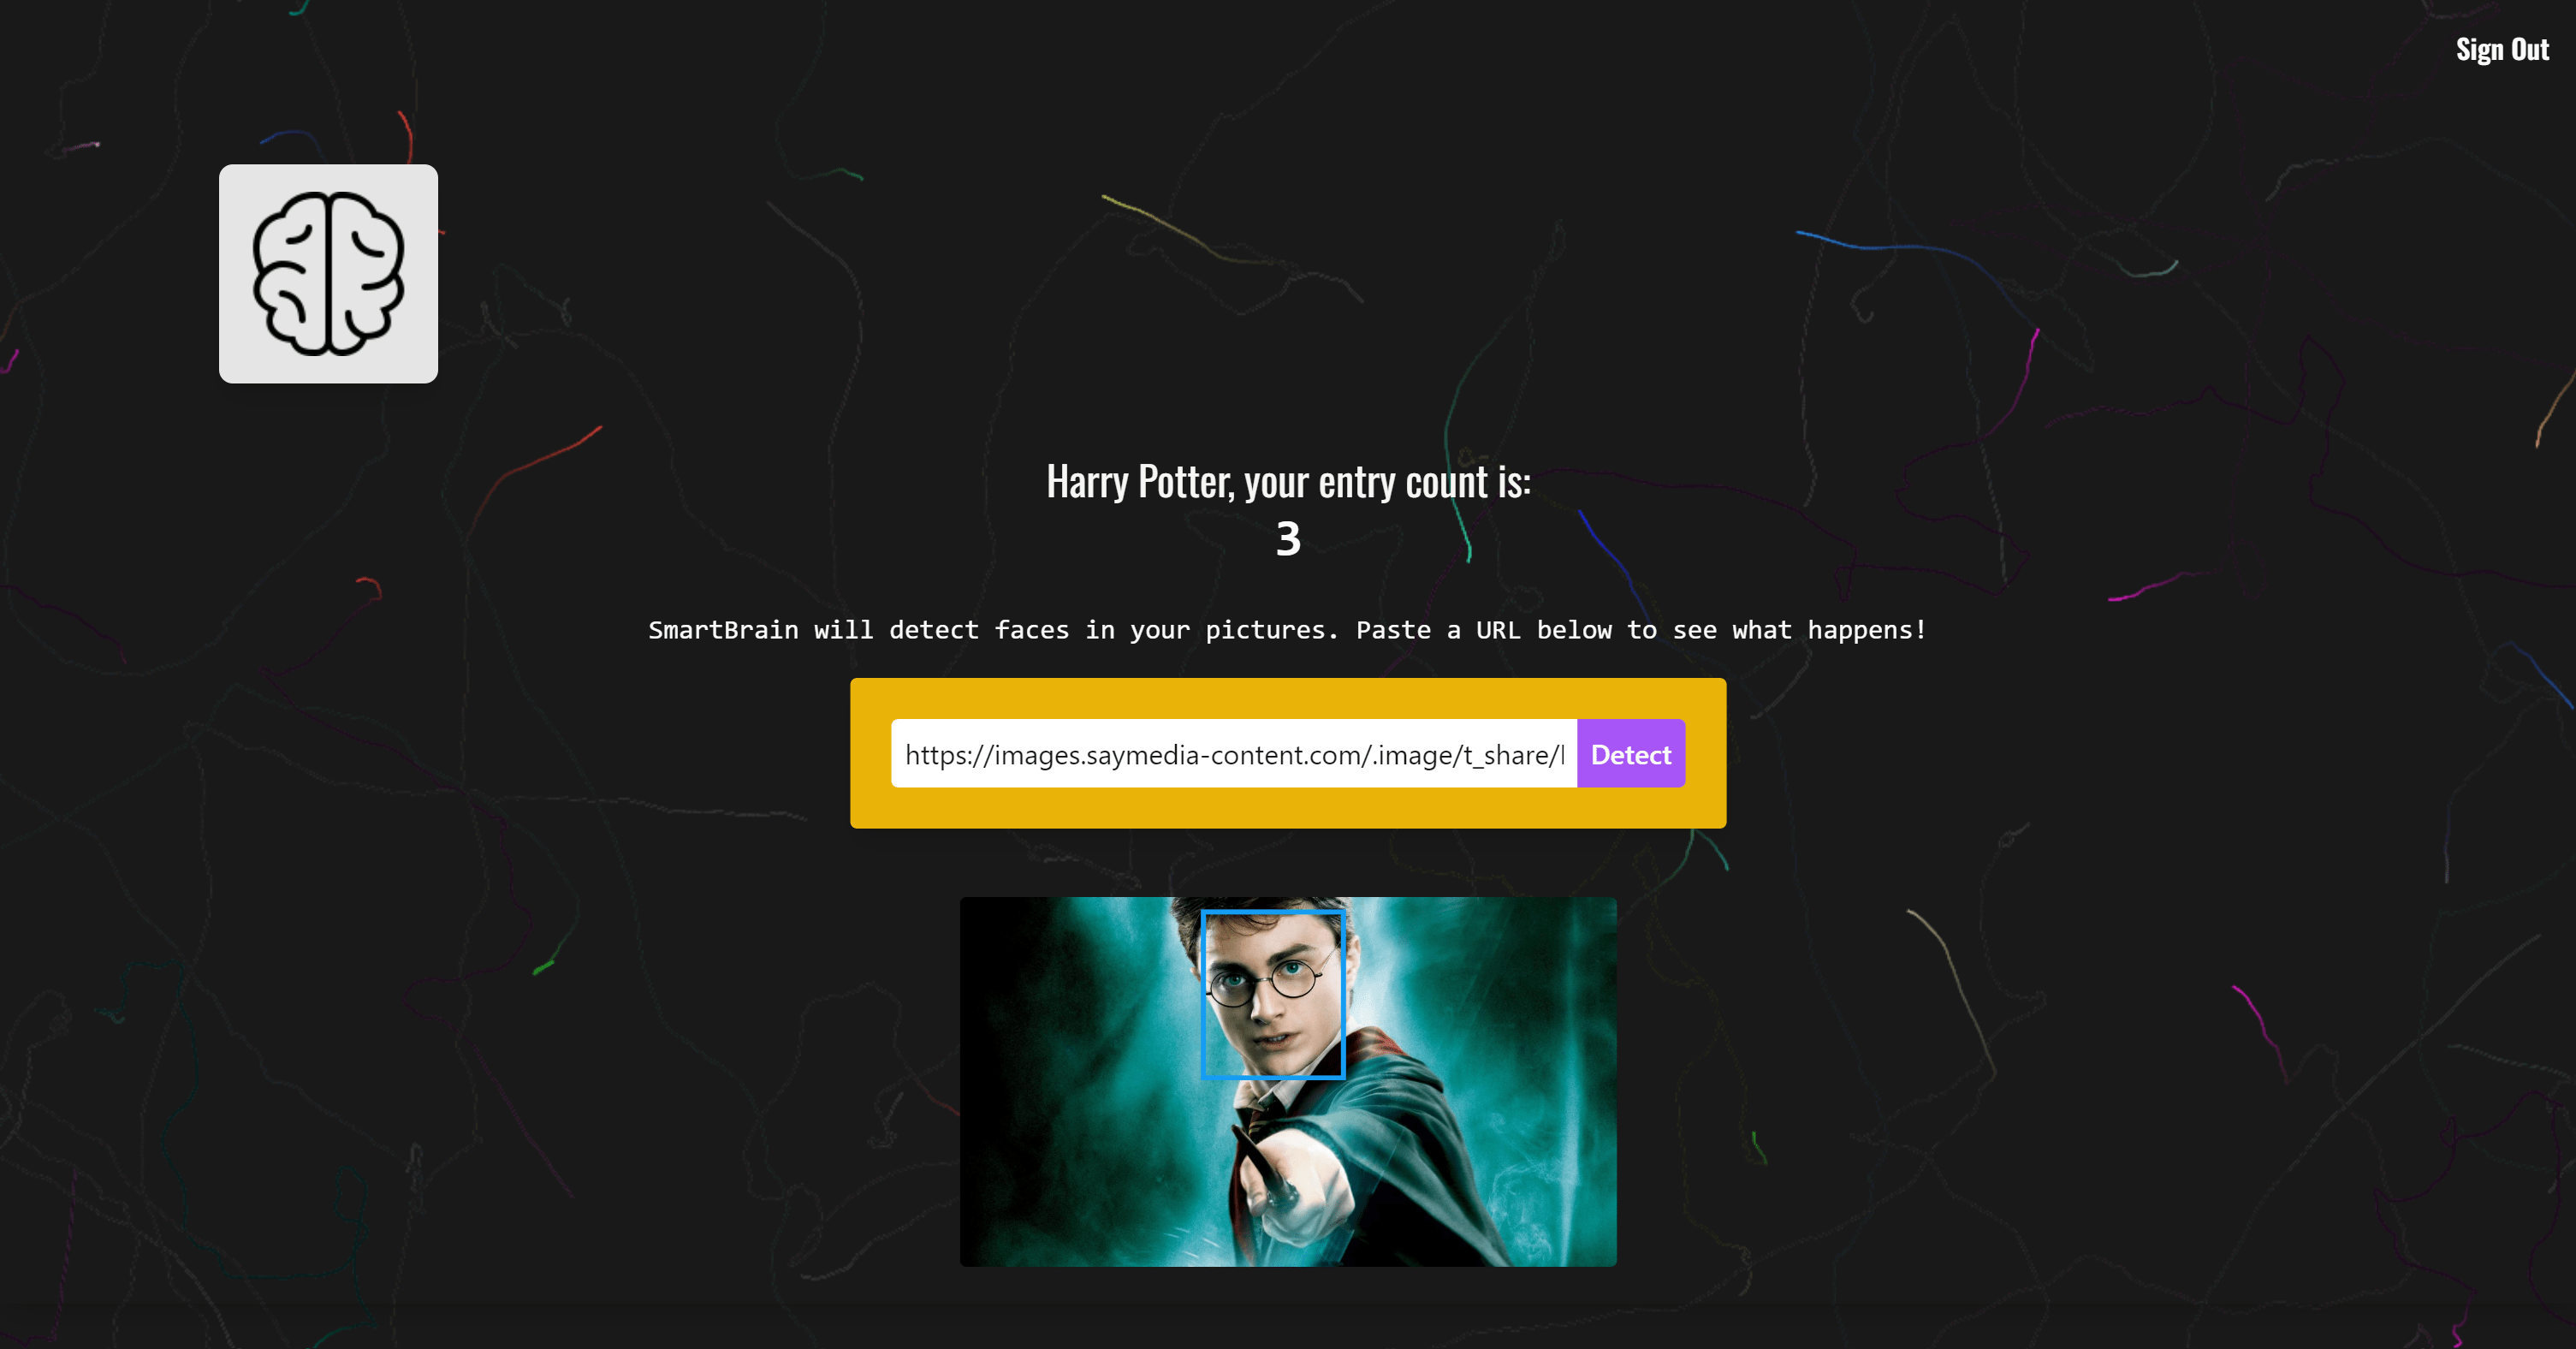 Sign Out
Harry Potter, your entry count is:
3
SmartBrain will detect faces in your pictures. Paste a URL below to see what happens!
https://images.saymedia-content.com/.image/t_share/
Detect